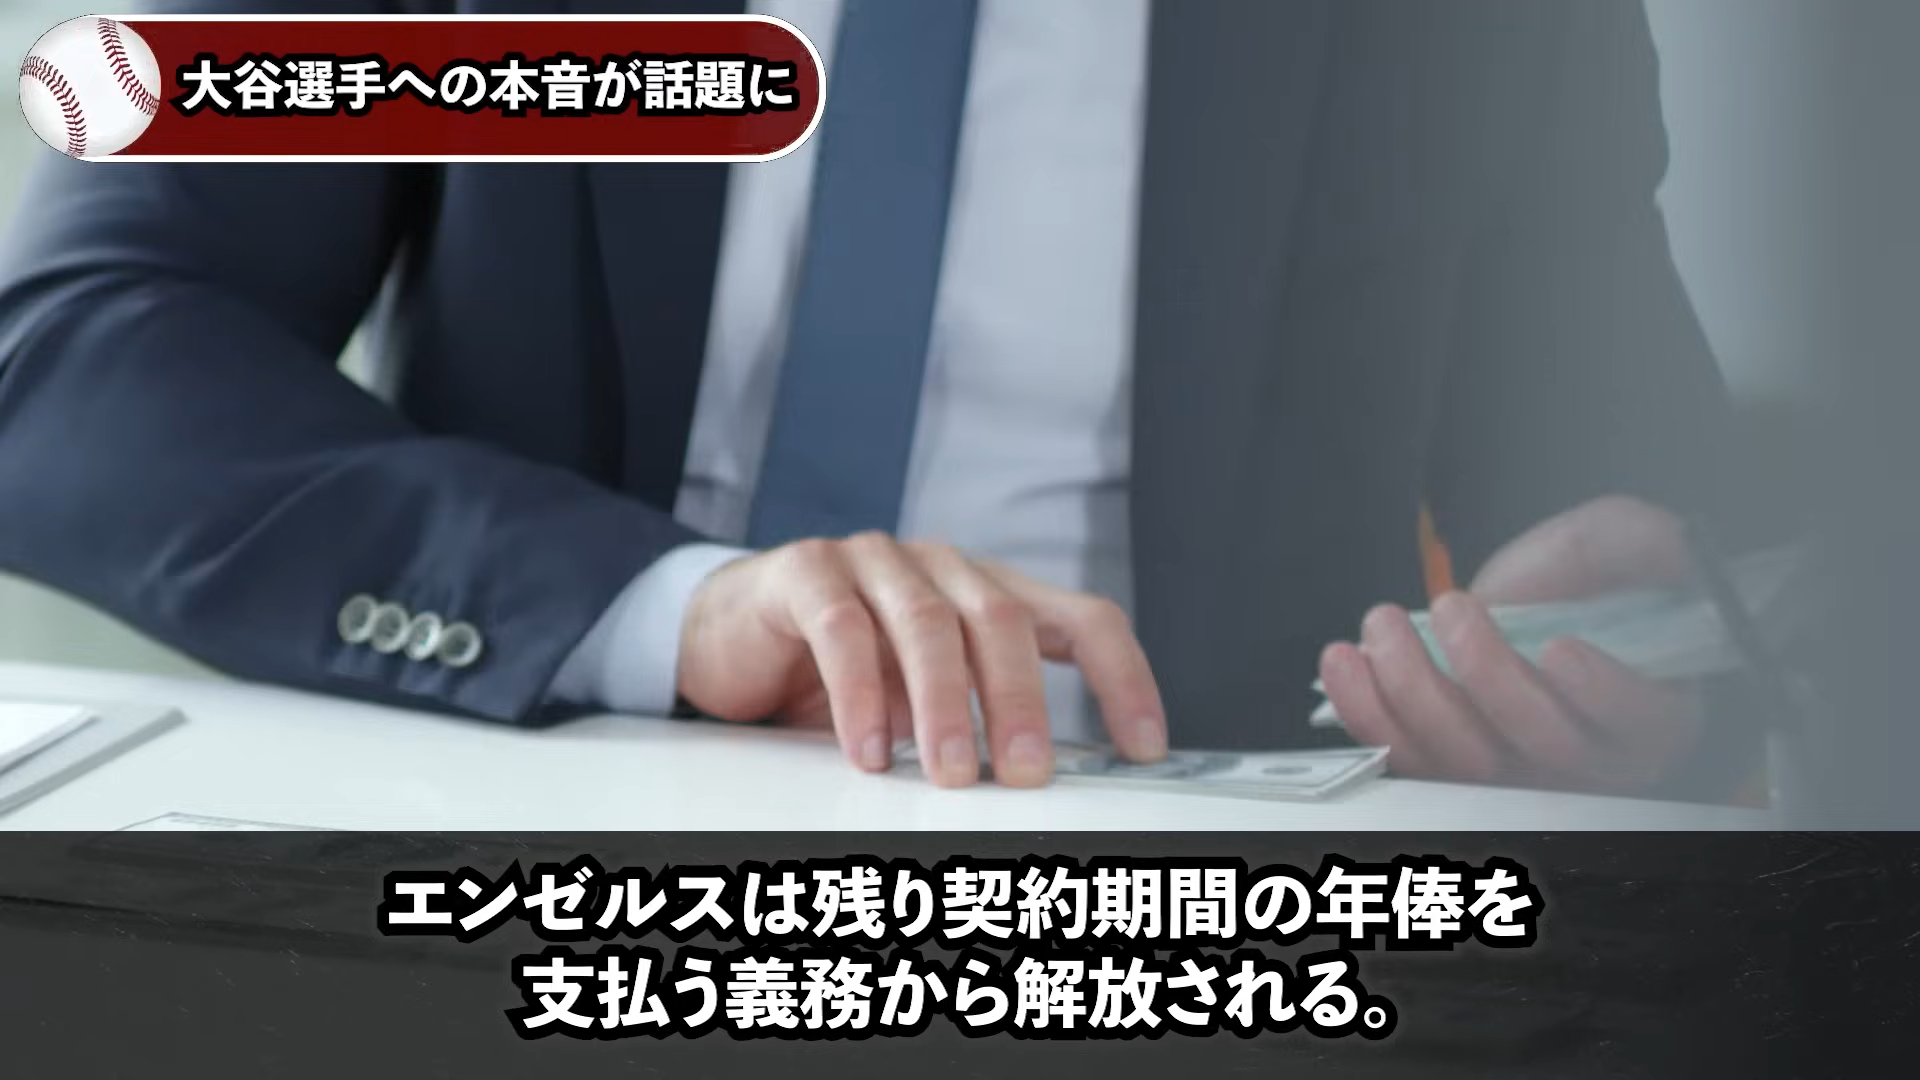 大谷選手への本音が話題に
エンゼルスは残り契約期間の年俸を
支払う義務から解放される。